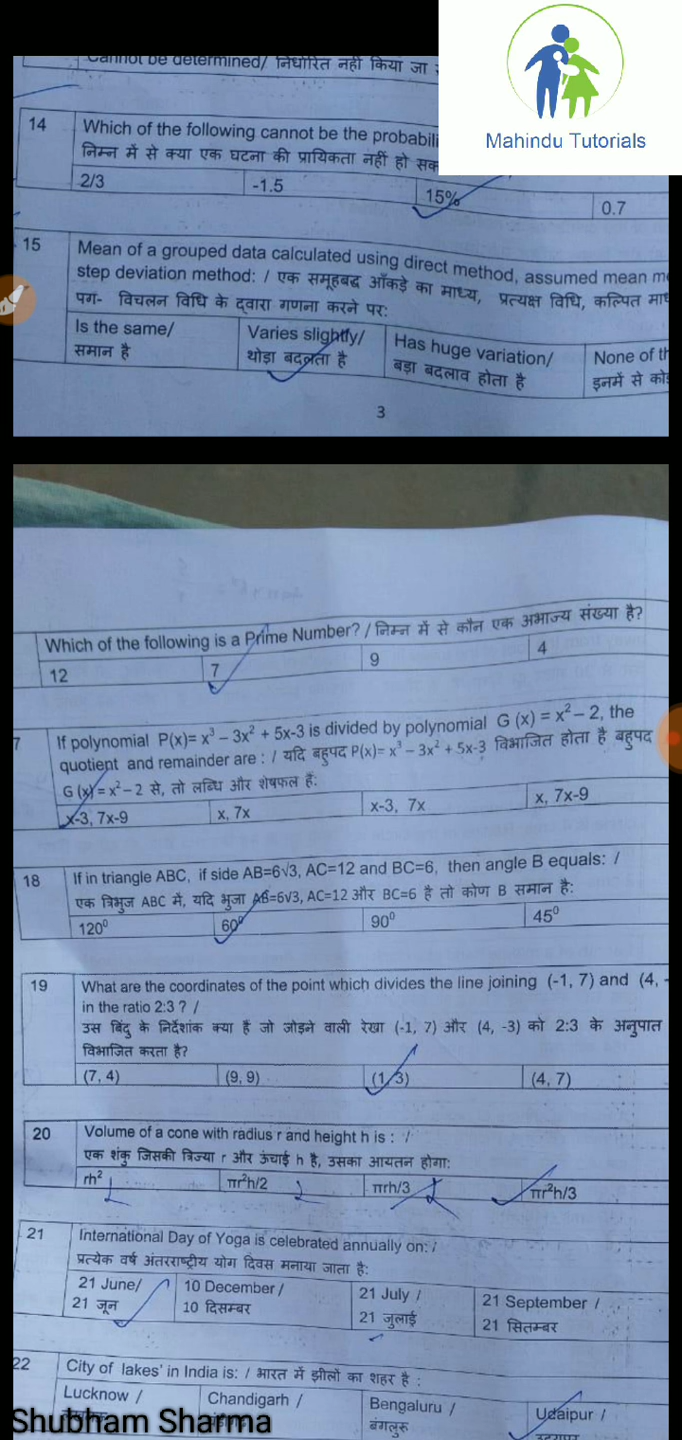 Mahindu Tutorials
Cannot be determined/ निर्धारित नहीं किया जा
14 Which of the following cannot be the
निम्न में से क्या एक घटना की प्रायिकता नहीं हो
2/3 -1.5 15% 0.7
15 Mean of a grouped data calculated using direct method, assumed mean
step deviation method: / एक समूहबद्ध आँकड़े का माध्य, प्रत्यक्ष विधि, कल्पित
पग- विचलन विधि के द्वारा गणना करने पर:
Is the same/ Varies slightly/ Has huge variation/ None of
समान है थोड़ा बदलता है बड़ा बदलाव होता है इनमें से
3
Which of the following is a Prime Number? / निम्न में से कौन एक अभाज्य संख्या है?
12 7 9 4
7 If polynomial P(x)= x³ – 3x² + 5x-3 is divided by polynomial G (x) = x² – 2, the
quotient and remainder are : / यदि बहुपद P(x)= x³ – 3x² + 5x-3 विभाजित होता है बहुपद
G (x) = x² – 2 से, तो लब्धि और शेषफल हैं:
x-3, 7x-9 x, 7x x-3, 7x x, 7x-9
18 If in triangle ABC, if side AB=6√3, AC=12 and BC=6, then angle B equals: /
एक त्रिभुज ABC में, यदि भुजा AB=6√3, AC=12 और BC=6 है तो कोण B समान है:
120⁰ 60⁰ 90⁰ 45⁰
19 What are the coordinates of the point which divides the line joining (-1, 7) and (4, -
in the ratio 2:3 ? /
उस बिंदु के निर्देशांक क्या हैं जो जोड़ने वाली रेखा (-1, 7) और (4, -3) को 2:3 के अनुपात
विभाजित करता है?
(7, 4) (9, 9) (1, 3) (4, 7)
20 Volume of a cone with radius r and height h is : /
एक शंकु जिसकी त्रिज्या r और ऊंचाई h है, उसका आयतन होगा:
rh² πr²h/2 πrh/3 πr²h/3
21 International Day of Yoga is celebrated annually on: /
प्रत्येक वर्ष अंतरराष्ट्रीय योग दिवस मनाया जाता है:
21 June/ 10 December / 21 July / 21 September /
21 जून 10 दिसम्बर 21 जुलाई 21 सितम्बर
22 City of lakes' in India is: / भारत में झीलों का शहर है :
Lucknow / Chandigarh / Bengaluru / Udaipur /
बंगलुरू
Shubham Sharma